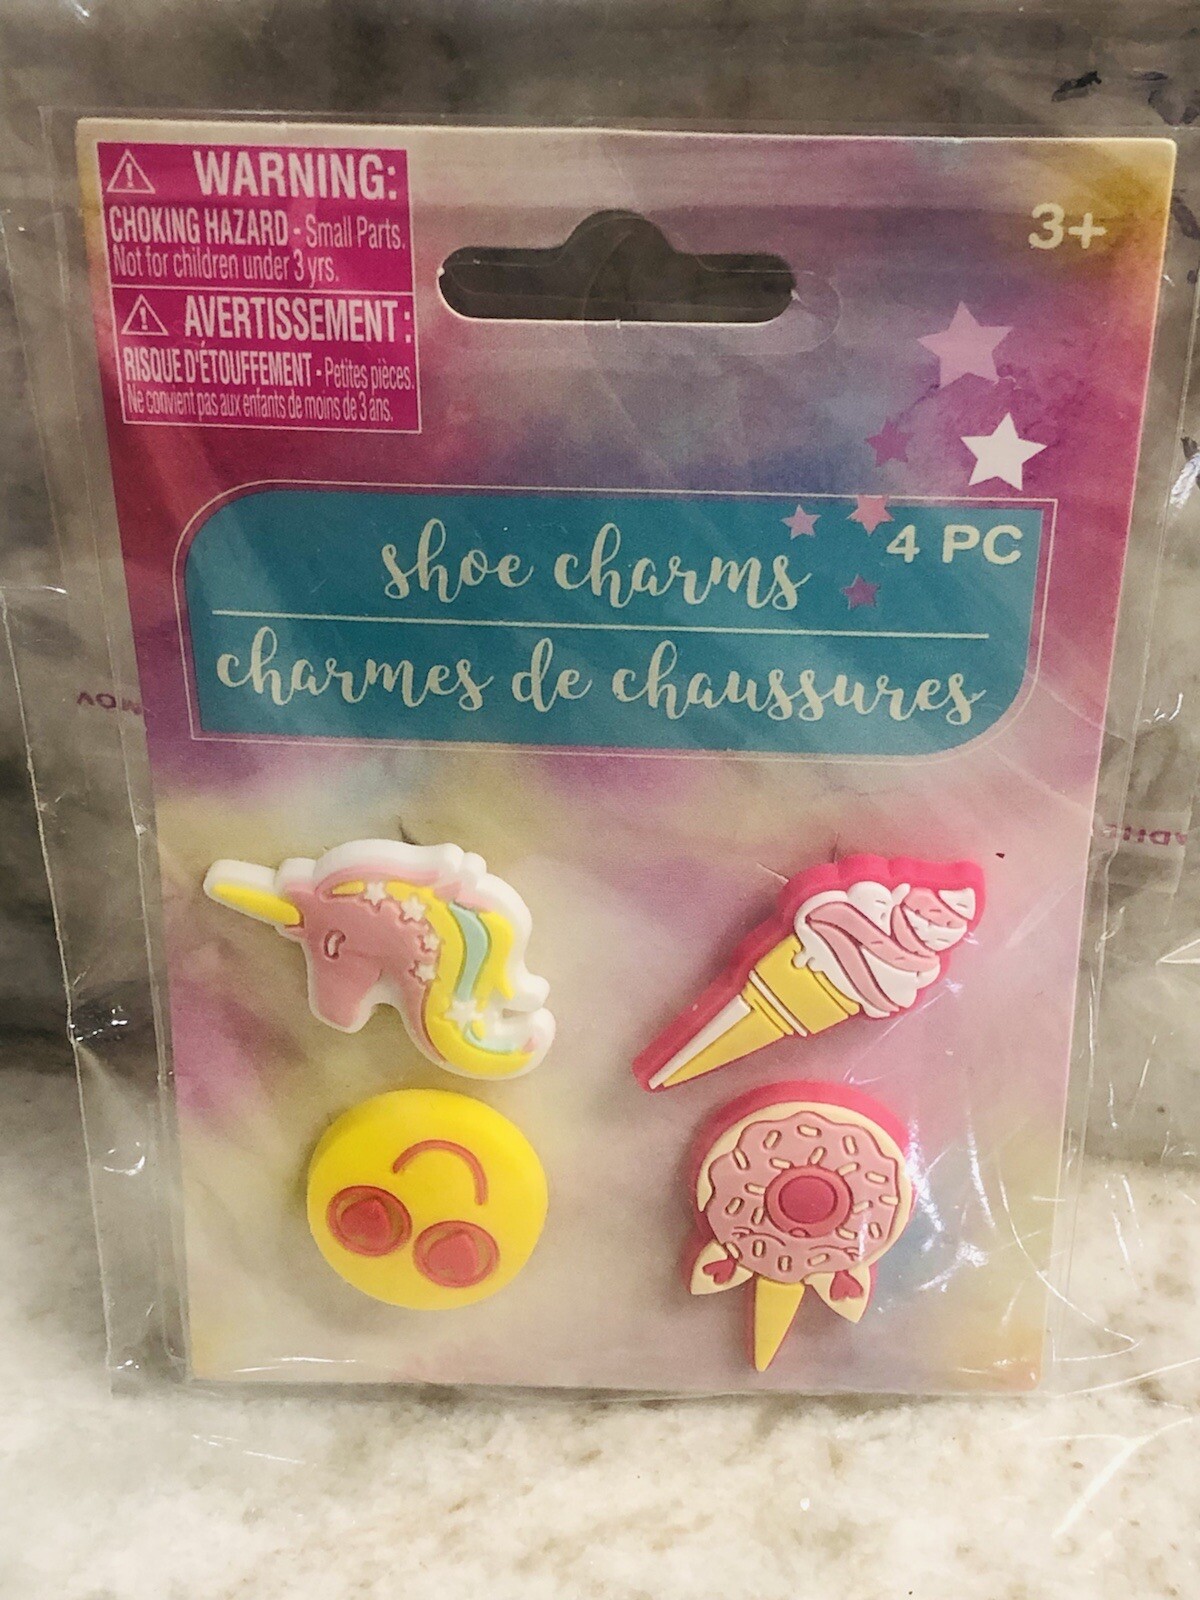 WARNING:
CHOKING HAZARD - Small Parts.
Not for children under 3 yrs.
AVERTISSEMENT :
RISQUE D'ÉTOUFFEMENT - Petites pièces.
Ne convient pas aux enfants de moins de 3 ans.
3+
4 PC
shoe charms
charmes de chaussures